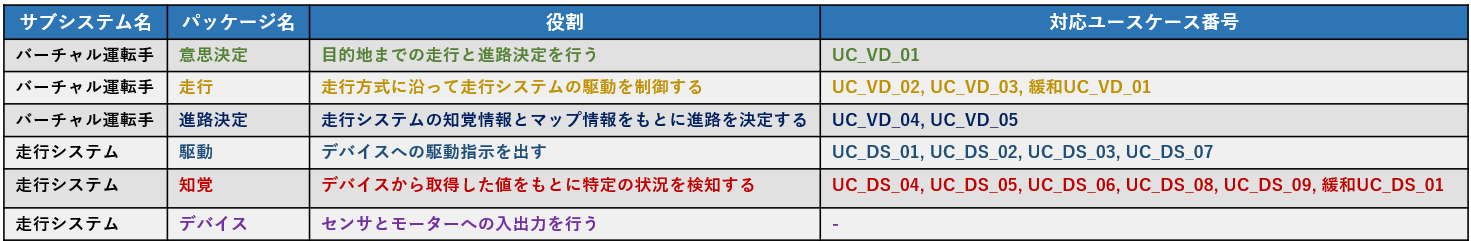 サブシステム名 パッケージ名 役割 対応ユースケース番号
バーチャル運転手 意思決定 目的地までの走行と進路決定を行う UC_VD_01
バーチャル運転手 走行 走行方式に沿って走行システムの駆動を制御する UC_VD_02, UC_VD_03, 緩和UC_VD_01
バーチャル運転手 進路決定 走行システムの知覚情報とマップ情報をもとに進路を決定する UC_VD_04, UC_VD_05
走行システム 駆動 デバイスへの駆動指示を出す UC_DS_01, UC_DS_02, UC_DS_03, UC_DS_07
走行システム 知覚 デバイスから取得した値をもとに特定の状況を検知する UC_DS_04, UC_DS_05, UC_DS_06, UC_DS_08, UC_DS_09, 緩和UC_DS_01
走行システム デバイス センサとモーターへの入出力を行う -